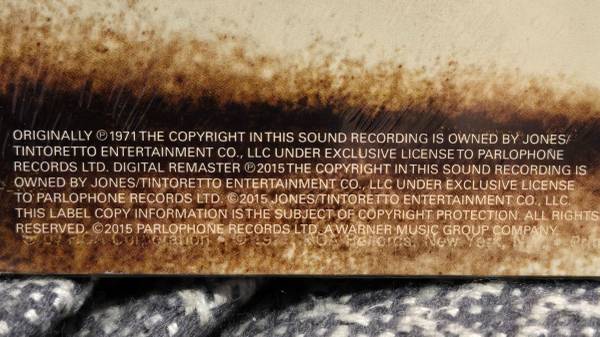 ORIGINALLY ℗1971 THE COPYRIGHT IN THIS SOUND RECORDING IS OWNED BY JONES/
TINTORETTO ENTERTAINMENT CO., LLC UNDER EXCLUSIVE LICENSE TO PARLOPHONE
RECORDS LTD. DIGITAL REMASTER ℗2015 THE COPYRIGHT IN THIS SOUND RECORDING IS
OWNED BY JONES/TINTORETTO ENTERTAINMENT CO., LLC UNDER EXCLUSIVE LICENSE
TO PARLOPHONE RECORDS LTD. ©2015 JONES/TINTORETTO ENTERTAINMENT CO., LLC.
THIS LABEL COPY INFORMATION IS THE SUBJECT OF COPYRIGHT PROTECTION. ALL RIGHTS
RESERVED. ©2015 PARLOPHONE RECORDS LTD, A WARNER MUSIC GROUP COMPANY.
RCA Corporation • RCA Records, New York, N.Y. •